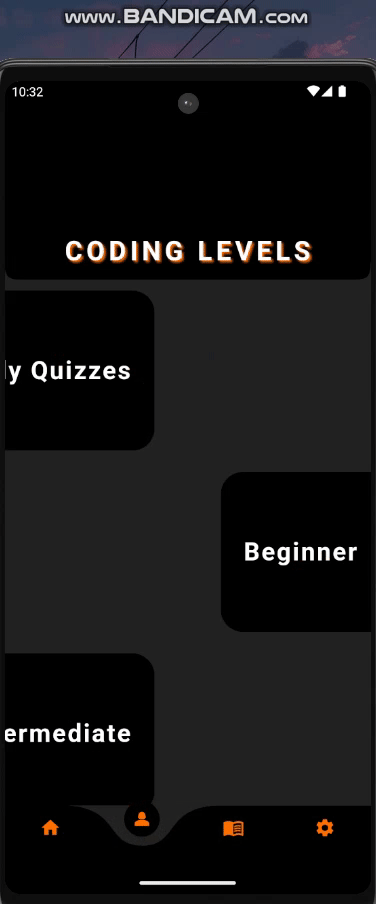 www.BANDICAM.com
10:32
CODING LEVELS
ly Quizzes
Beginner
ermediate